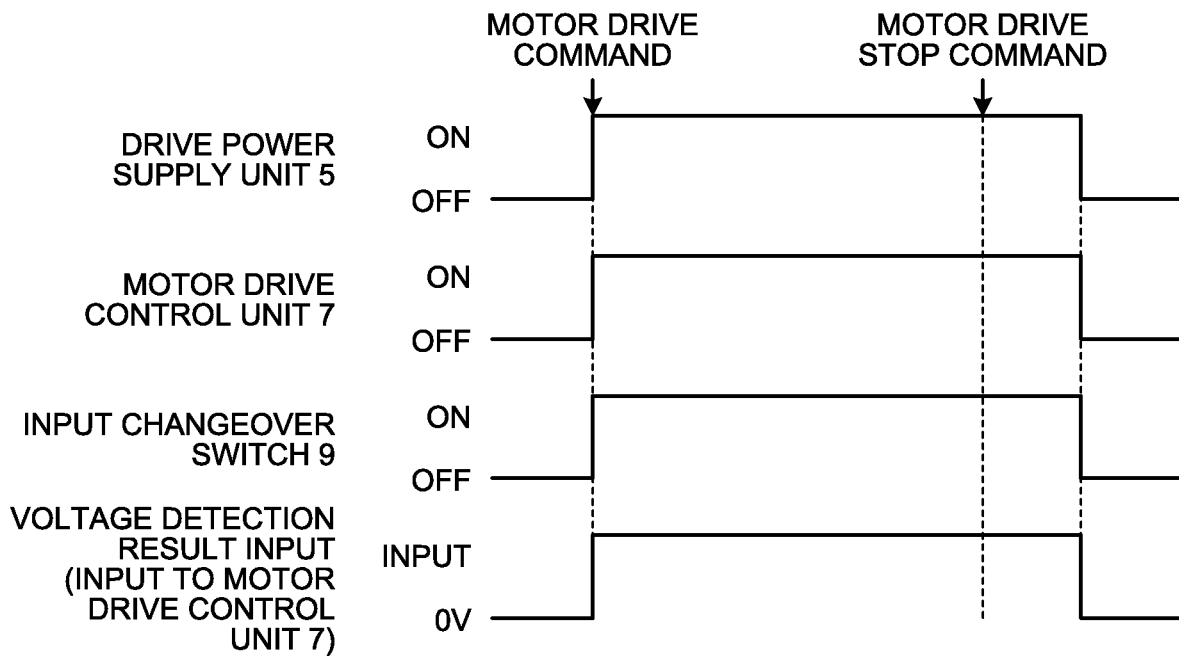 MOTOR DRIVE
COMMAND
MOTOR DRIVE
STOP COMMAND
DRIVE POWER
SUPPLY UNIT 5
ON
OFF
MOTOR DRIVE
CONTROL UNIT 7
ON
OFF
INPUT CHANGEOVER
SWITCH 9
ON
OFF
VOLTAGE DETECTION
RESULT INPUT
(INPUT TO MOTOR
DRIVE CONTROL
UNIT 7)
INPUT
0V